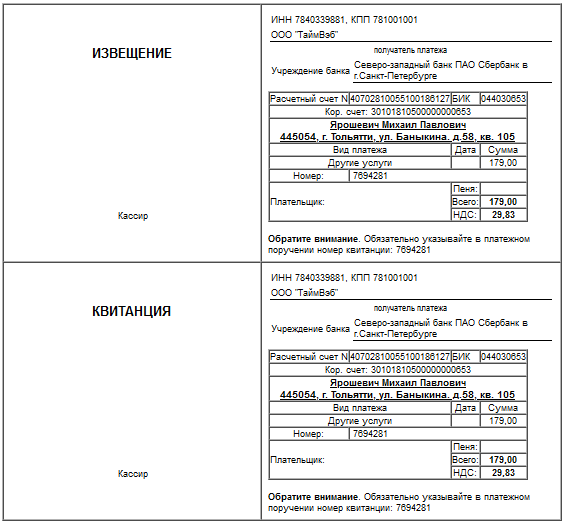 ИЗВЕЩЕНИЕ
Кассир
ИНН 7840339881, КПП 781001001
ООО "ТаймВэб"
получатель платежа
Учреждение банка Северо-западный банк ПАО Сбербанк в
г.Санкт-Петербурге
Расчетный счет N 40702810055100186127 БИК 044030653
Кор. счет: 30101810500000000653
Ярошевич Михаил Павлович
445054, г. Тольятти, ул. Баныкина. д.58, кв. 105
Вид платежа Дата Сумма
Другие услуги 179,00
Номер: 7694281
Плательщик:
Пеня:
Всего: 179,00
НДС: 29,83
Обратите внимание. Обязательно указывайте в платежном
поручении номер квитанции: 7694281
КВИТАНЦИЯ
Кассир
ИНН 7840339881, КПП 781001001
ООО "ТаймВэб"
получатель платежа
Учреждение банка Северо-западный банк ПАО Сбербанк в
г.Санкт-Петербурге
Расчетный счет N 40702810055100186127 БИК 044030653
Кор. счет: 30101810500000000653
Ярошевич Михаил Павлович
445054, г. Тольятти, ул. Баныкина. д.58, кв. 105
Вид платежа Дата Сумма
Другие услуги 179,00
Номер: 7694281
Плательщик:
Пеня:
Всего: 179,00
НДС: 29,83
Обратите внимание. Обязательно указывайте в платежном
поручении номер квитанции: 7694281